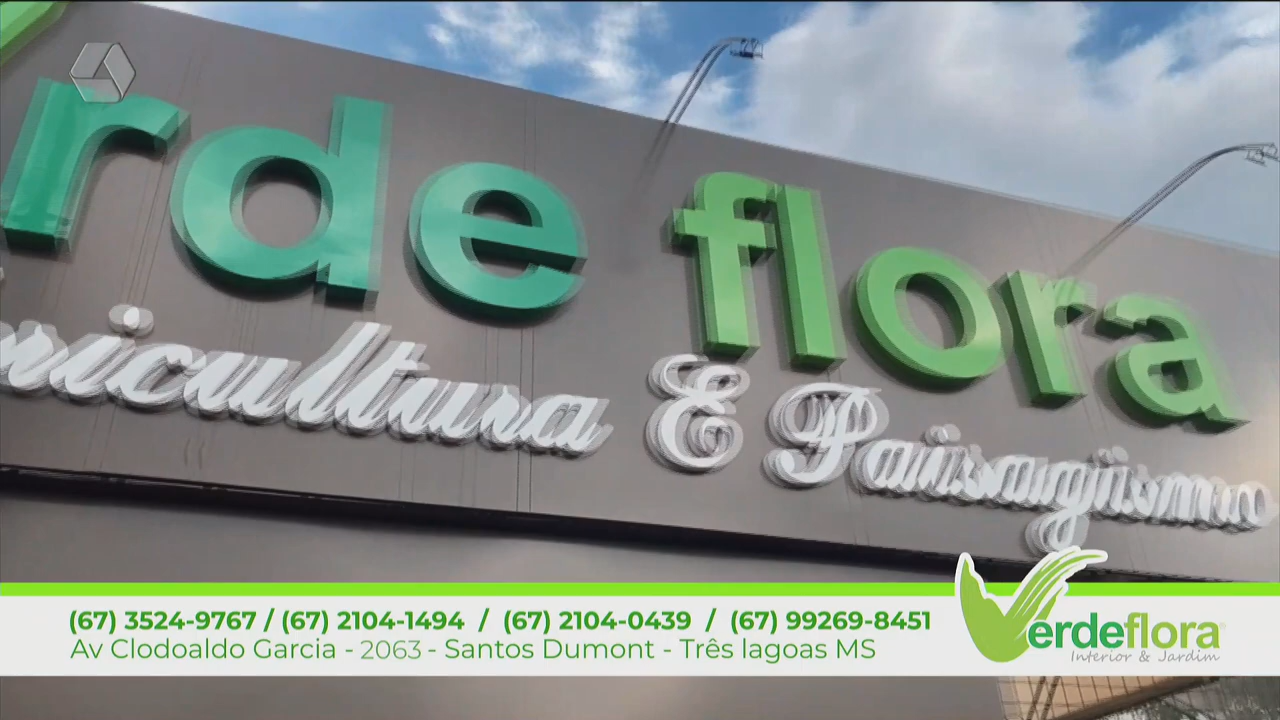 rde flora
ricultura E Paisagismo
(67) 3524-9767 / (67) 2104-1494 / (67) 2104-0439 / (67) 99269-8451
Av Clodoaldo Garcia - 2063 - Santos Dumont - Três lagoas MS
Verdeflora
Interior & Jardim